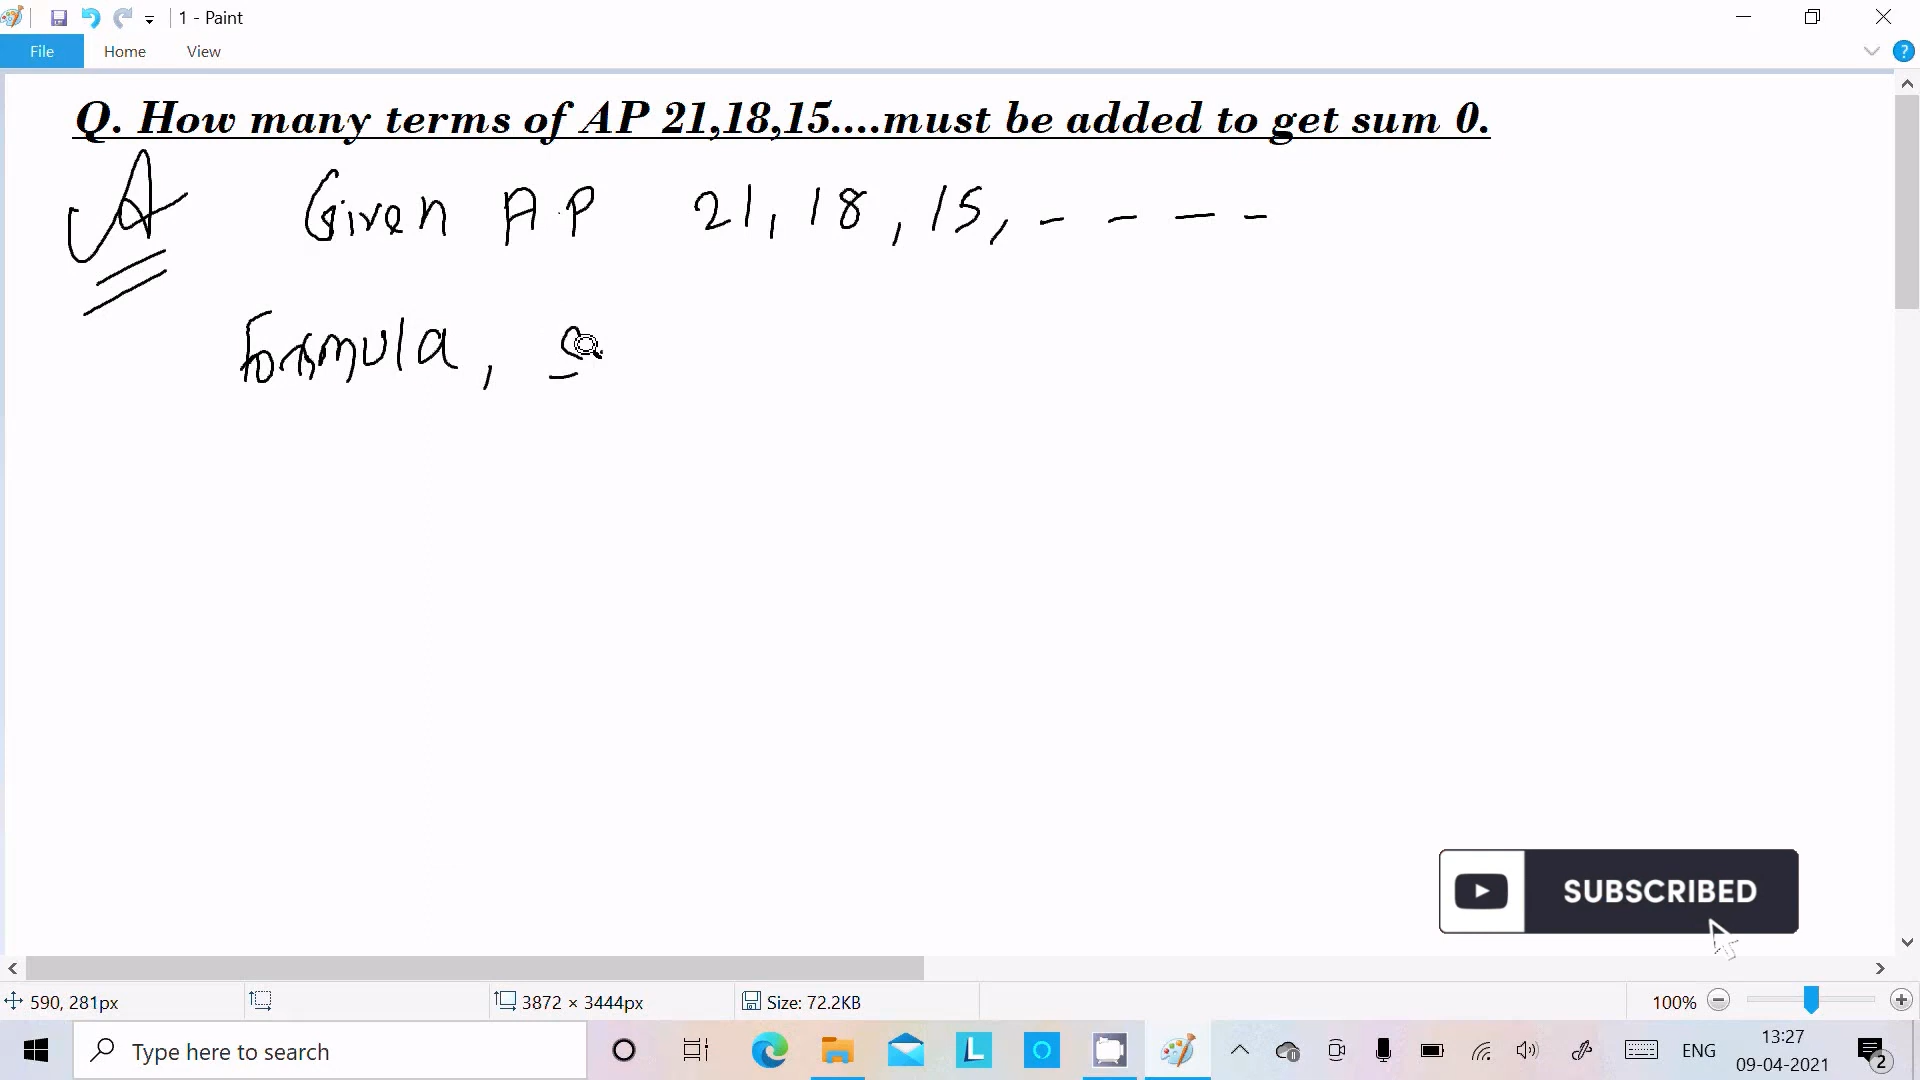 1 - Paint
File Home View
Q. How many terms of AP 21,18,15....must be added to get sum 0.
A Given AP 21, 18, 15, - - - -
Formula, S
SUBSCRIBED
590, 281px 3872 × 3444px Size: 72.2KB 100%
Type here to search
ENG
13:27
09-04-2021
2